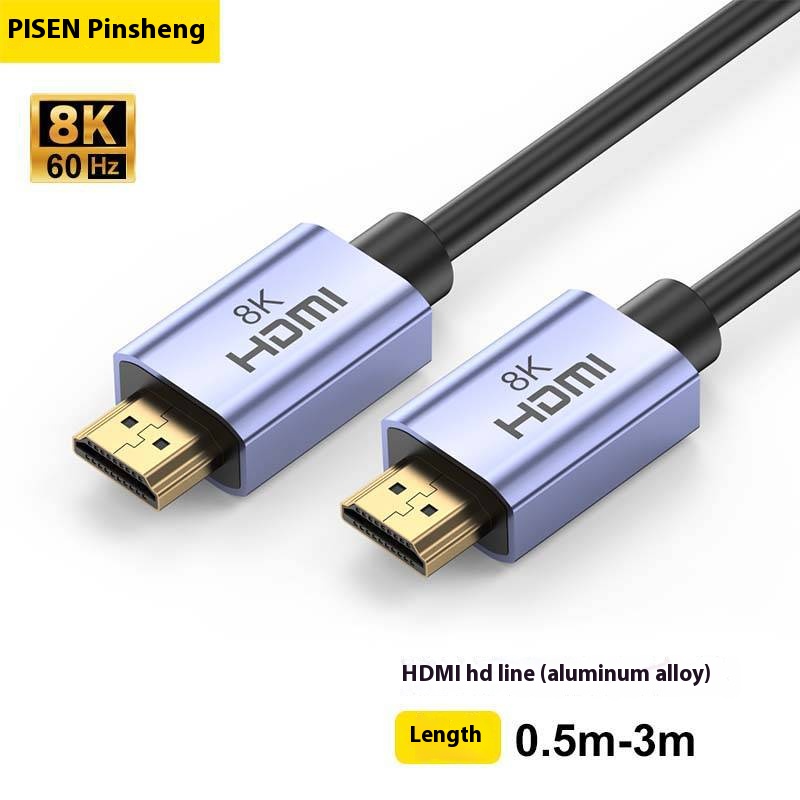 PISEN Pinsheng
8K
60 Hz
8K
HDMI
8K
HDMI
HDMI hd line (aluminum alloy)
Length 0.5m-3m